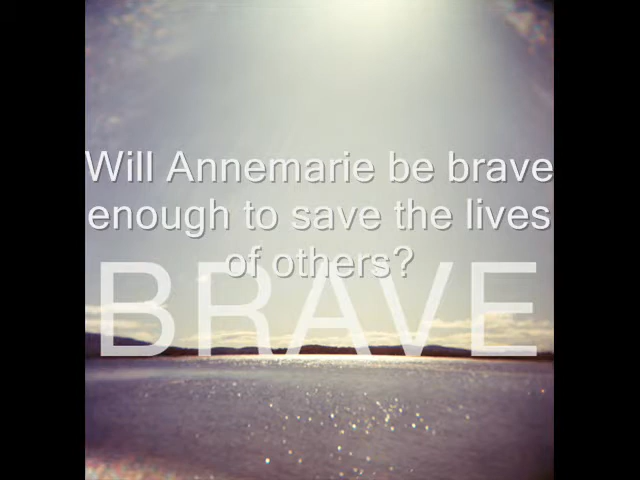 Will Annemarie be brave
enough to save the lives
of others?
BRAVE